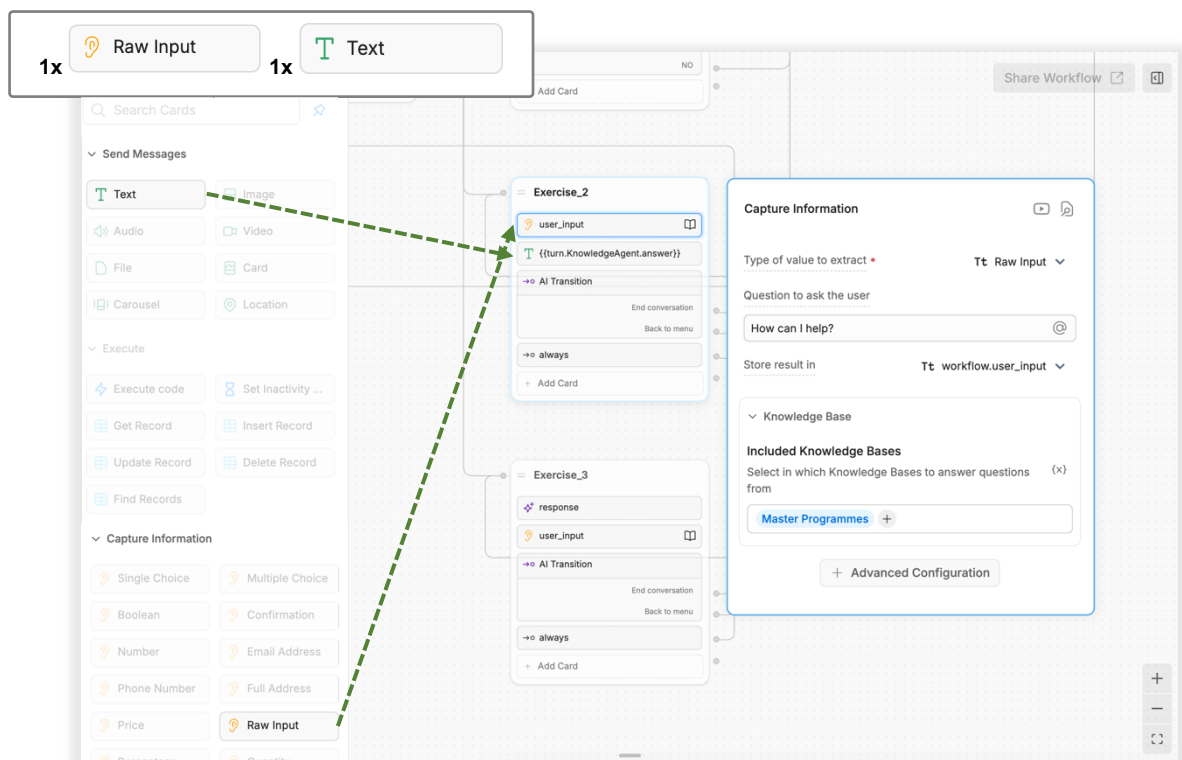 1x Raw Input 1x Text
Search Cards
Send Messages
Text
Image
Audio
Video
File
Card
Carousel
Location
Execute
Execute code
Set Inactivity ...
Get Record
Insert Record
Update Record
Delete Record
Find Records
Capture Information
Single Choice
Multiple Choice
Boolean
Confirmation
Number
Email Address
Phone Number
Full Address
Price
Raw Input
NO
Add Card
Exercise_2
user_input
{{turn.KnowledgeAgent.answer}}
AI Transition
End conversation
Back to menu
always
+ Add Card
Exercise_3
response
user_input
AI Transition
End conversation
Back to menu
always
+ Add Card
Share Workflow
Capture Information
Type of value to extract *
Tt Raw Input
Question to ask the user
How can I help? @
Store result in
Tt workflow.user_input
Knowledge Base
Included Knowledge Bases
Select in which Knowledge Bases to answer questions
from
{x}
Master Programmes +
+ Advanced Configuration